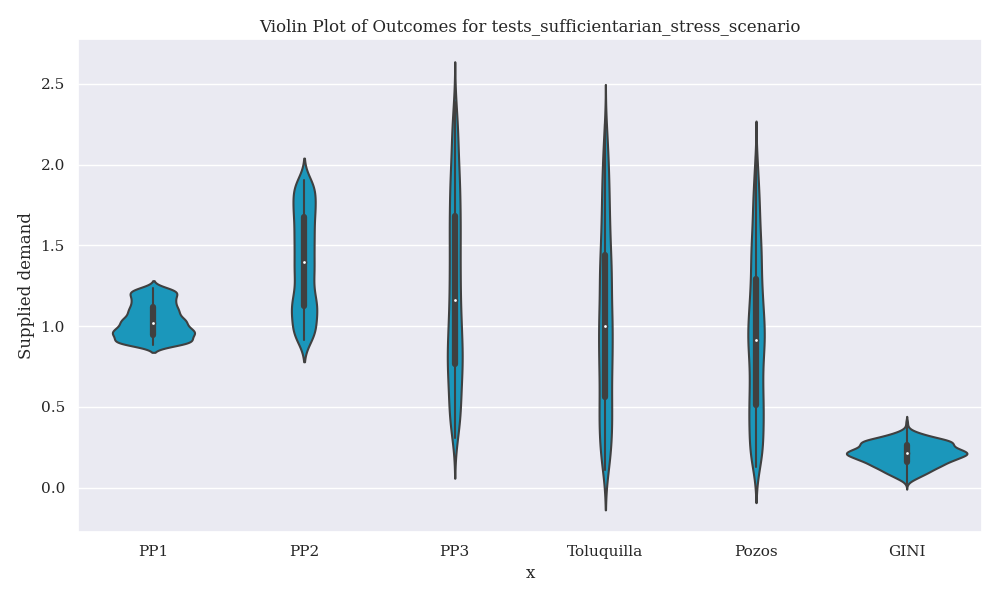 Violin Plot of Outcomes for tests_sufficientarian_stress_scenario
Supplied demand
2.5
2.0
1.5
1.0
0.5
0.0
PP1 PP2 PP3 Toluquilla Pozos GINI
x